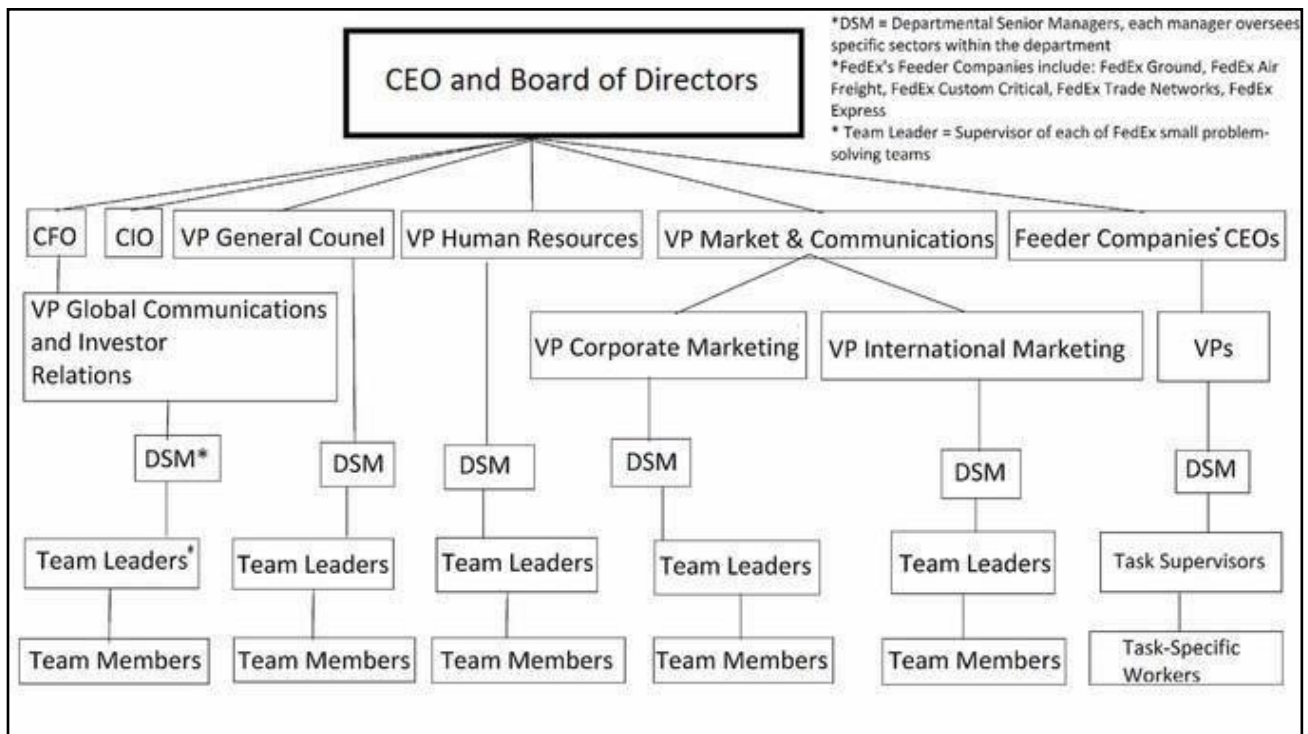 *DSM = Departmental Senior Managers, each manager oversees
specific sectors within the department
*FedEx's Feeder Companies include: FedEx Ground, FedEx Air
Freight, FedEx Custom Critical, FedEx Trade Networks, FedEx
Express
* Team Leader = Supervisor of each of FedEx small problem-
solving teams
CEO and Board of Directors
CFO
CIO
VP General Counel
VP Human Resources
VP Market & Communications
Feeder Companies* CEOs
VP Global Communications
and Investor
Relations
VP Corporate Marketing
VP International Marketing
VPs
DSM*
DSM
DSM
DSM
DSM
DSM
Team Leaders*
Team Leaders
Team Leaders
Team Leaders
Team Leaders
Task Supervisors
Team Members
Team Members
Team Members
Team Members
Team Members
Task-Specific
Workers